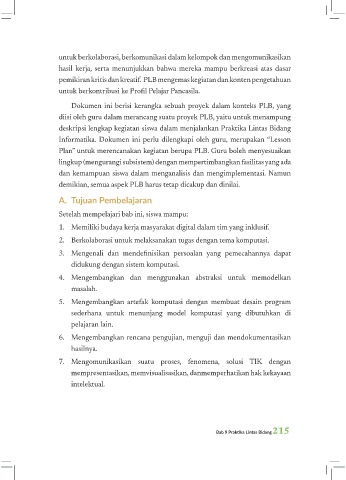 untuk berkolaborasi, berkomunikasi dalam kelompok dan mengomunikasikan
hasil kerja, serta menunjukkan bahwa mereka mampu berkreasi atas dasar
pemikiran kritis dan kreatif. PLB mengemas kegiatan dan konten pengetahuan
untuk berkontribusi ke Profil Pelajar Pancasila.
Dokumen ini berisi kerangka sebuah proyek dalam konteks PLB, yang
diisi oleh guru dalam merancang suatu proyek PLB, yaitu untuk menampung
deskripsi lengkap kegiatan siswa dalam menjalankan Praktika Lintas Bidang
Informatika. Dokumen ini perlu dilengkapi oleh guru, merupakan “Lesson
Plan” untuk merencanakan kegiatan berupa PLB. Guru boleh menyesuaikan
lingkup (mengurangi subsistem) dengan mempertimbangkan fasilitas yang ada
dan kemampuan siswa dalam menganalisis dan mengimplementasi. Namun
demikian, semua aspek PLB harus tetap dicakup dan dinilai.
A. Tujuan Pembelajaran
Setelah mempelajari bab ini, siswa mampu:
1. Memiliki budaya kerja masyarakat digital dalam tim yang inklusif.
2. Berkolaborasi untuk melaksanakan tugas dengan tema komputasi.
3. Mengenali dan mendefinisikan persoalan yang pemecahannya dapat
didukung dengan sistem komputasi.
4. Mengembangkan dan menggunakan abstraksi untuk memodelkan
masalah.
5. Mengembangkan artefak komputasi dengan membuat desain program
sederhana untuk menunjang model komputasi yang dibutuhkan di
pelajaran lain.
6. Mengembangkan rencana pengujian, menguji dan mendokumentasikan
hasilnya.
7. Mengomunikasikan suatu proses, fenomena, solusi TIK dengan
mempresentasikan, memvisualisasikan, danmemperhatikan hak kekayaan
intelektual.
Bab 9 Praktika Lintas Bidang 215